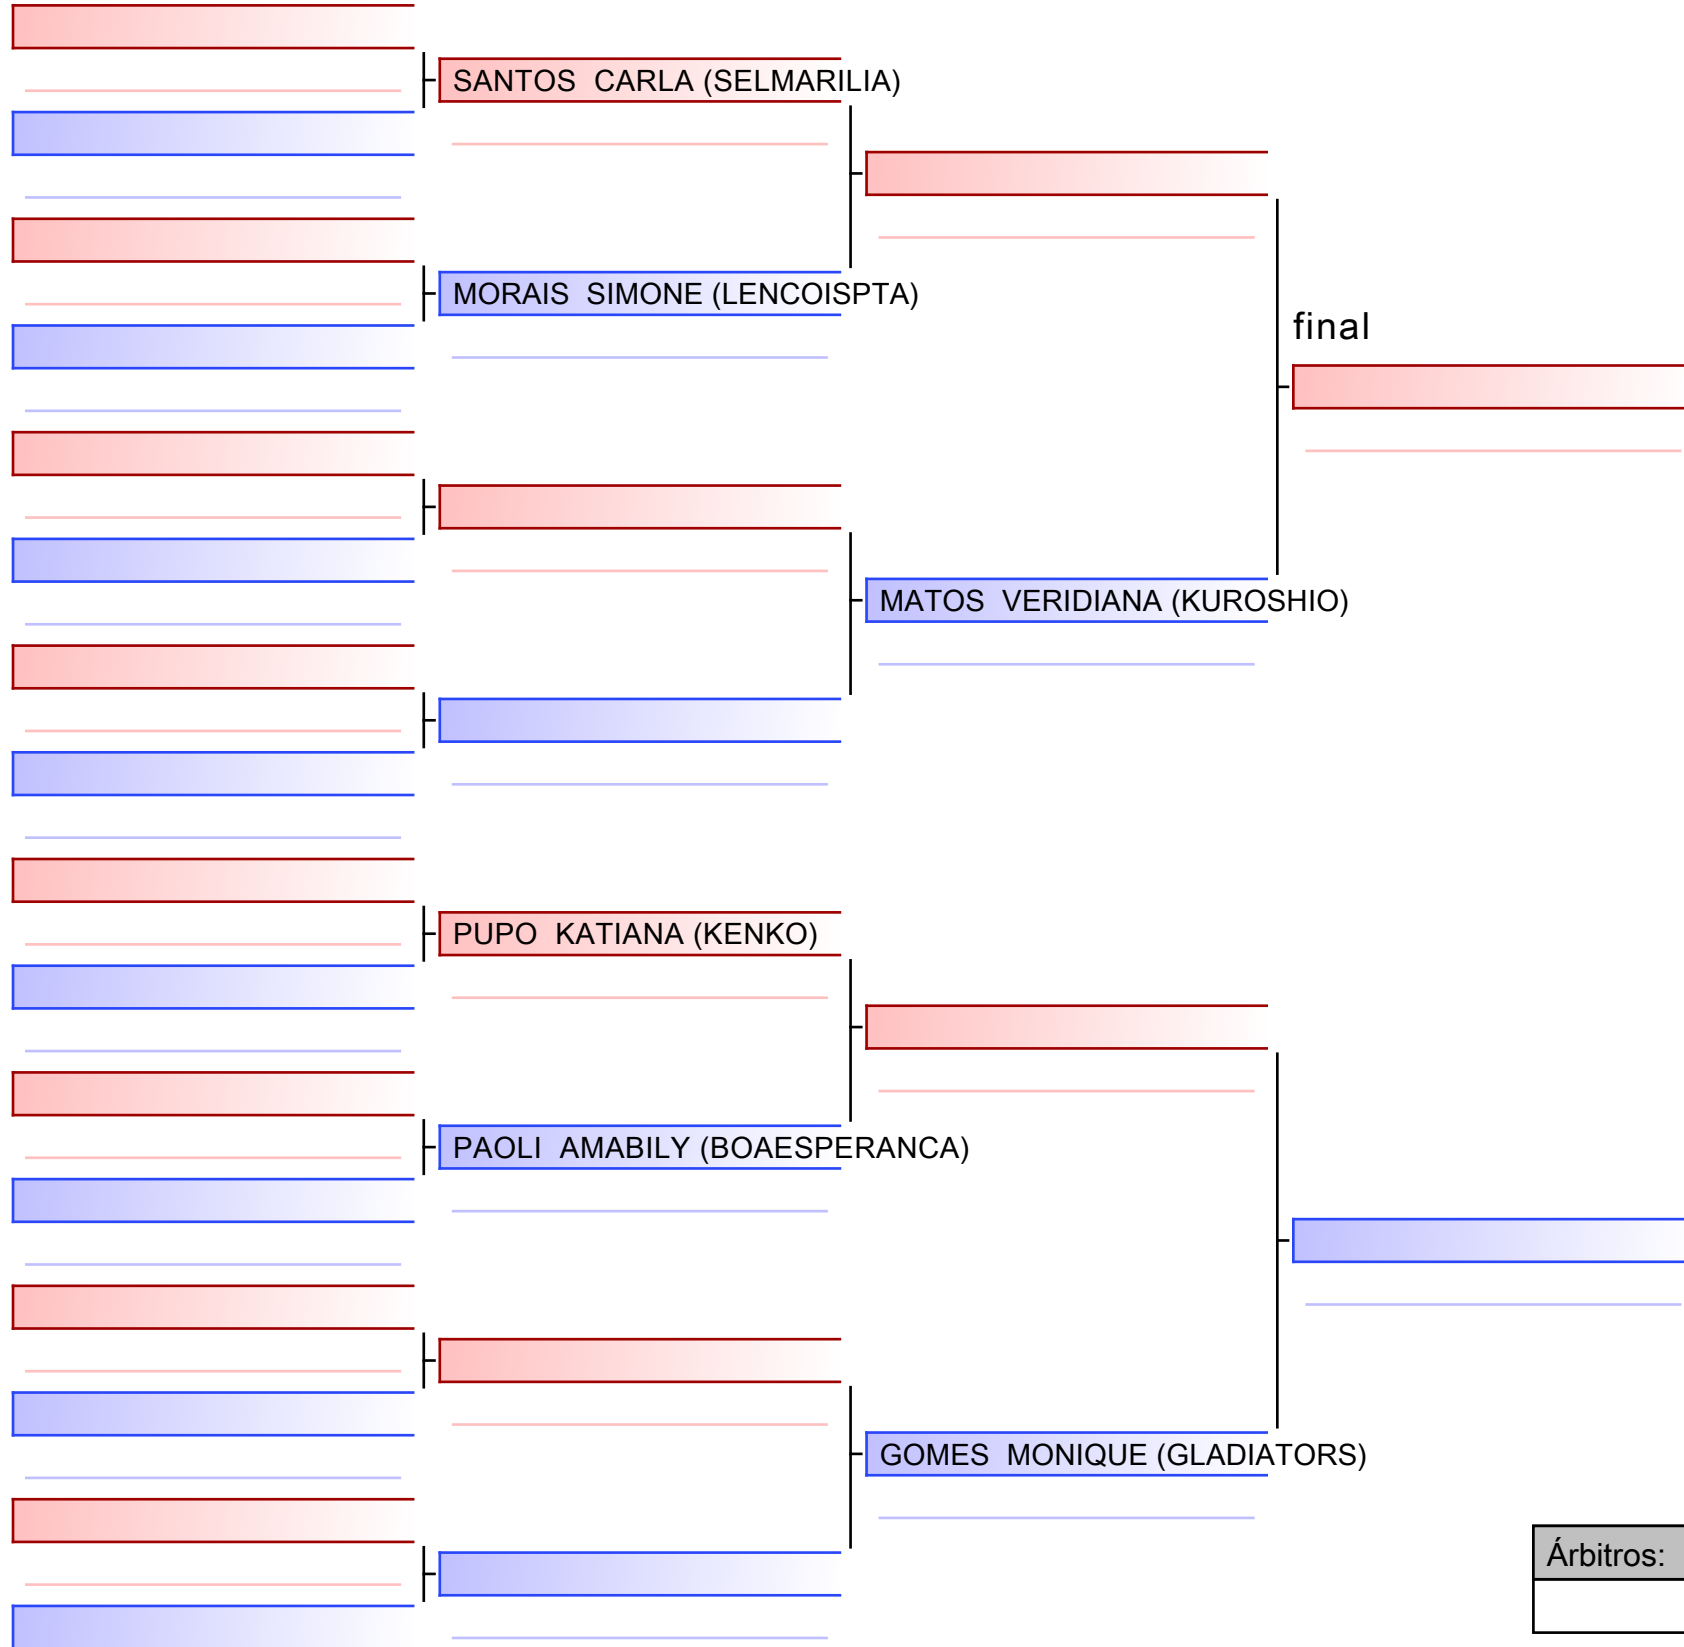 SANTOS  CARLA (SELMARILIA)
MORAIS  SIMONE (LENCOISPTA)
final
MATOS  VERIDIANA (KUROSHIO)
PUPO  KATIANA (KENKO)
PAOLI  AMABILY (BOAESPERANCA)
GOMES  MONIQUE (GLADIATORS)
Árbitros: